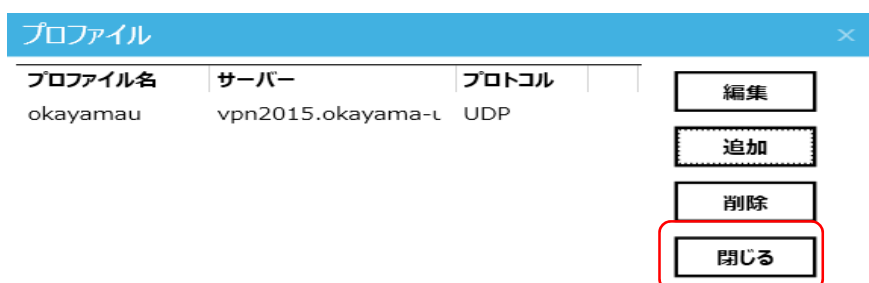 プロファイル
プロファイル名 サーバー プロトコル
okayamau vpn2015.okayama- UDP
編集
追加
削除
閉じる